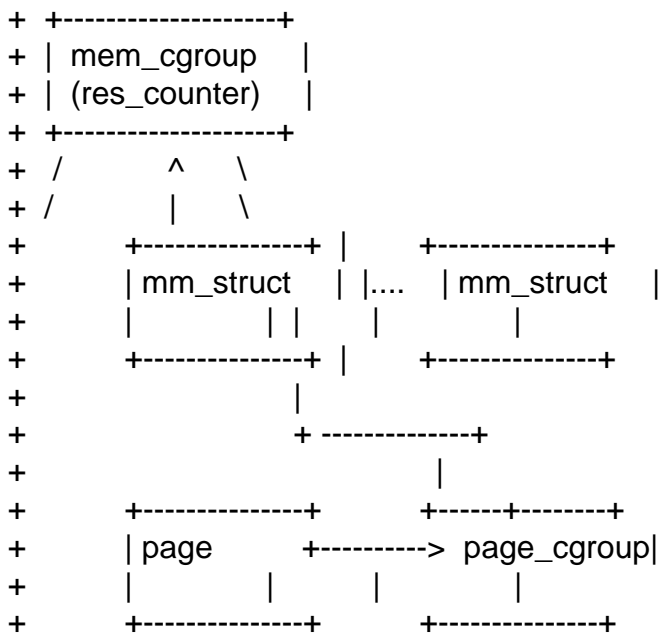 + +--------------------+
+ | mem_cgroup |
+ | (res_counter) |
+ +--------------------+
+ / ^ \
+ / | \
+ +---------------+ | +---------------+
+ | mm_struct | |.... | mm_struct |
+ | | | | |
+ +---------------+ | +---------------+
+ |
+ + --------------+
+ |
+ +---------------+ +------+--------+
+ | page +----------> page_cgroup|
+ | | | |
+ +---------------+ +---------------+